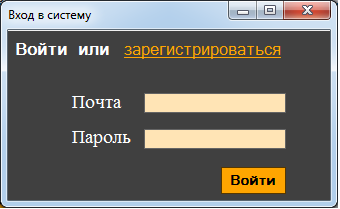 Вход в систему
Войти или зарегистрироваться
Почта
Пароль
Войти